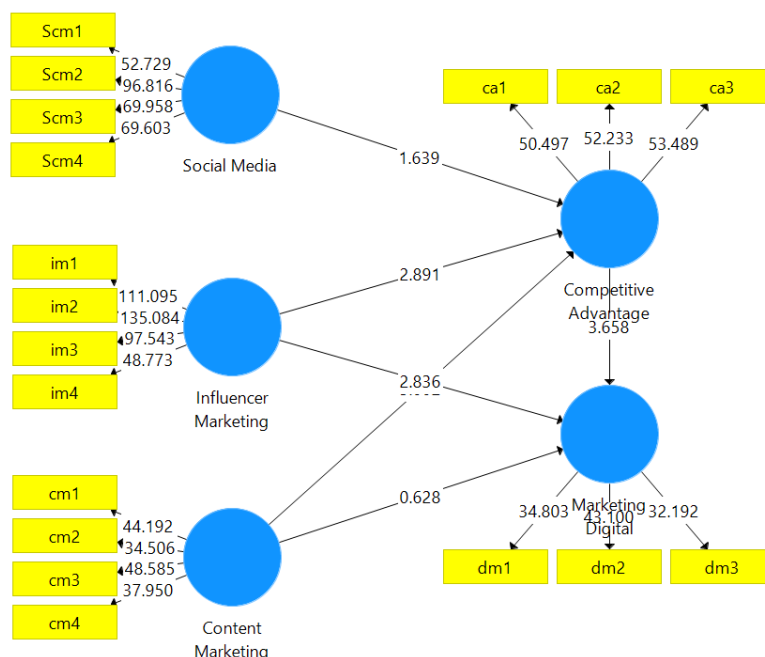 Scm1
52.729
Scm2
96.816
69.958
Scm3
69.603
Scm4
Social Media
ca1
ca2
ca3
50.497
52.233
53.489
1.639
im1
111.095
im2
135.084
97.543
im3
48.773
im4
Influencer
Marketing
2.891
Competitive
Advantage
3.658
2.836
cm1
44.192
cm2
34.506
48.585
cm3
37.950
cm4
Content
Marketing
0.628
Marketing
Digital
34.803
43.100
32.192
dm1
dm2
dm3